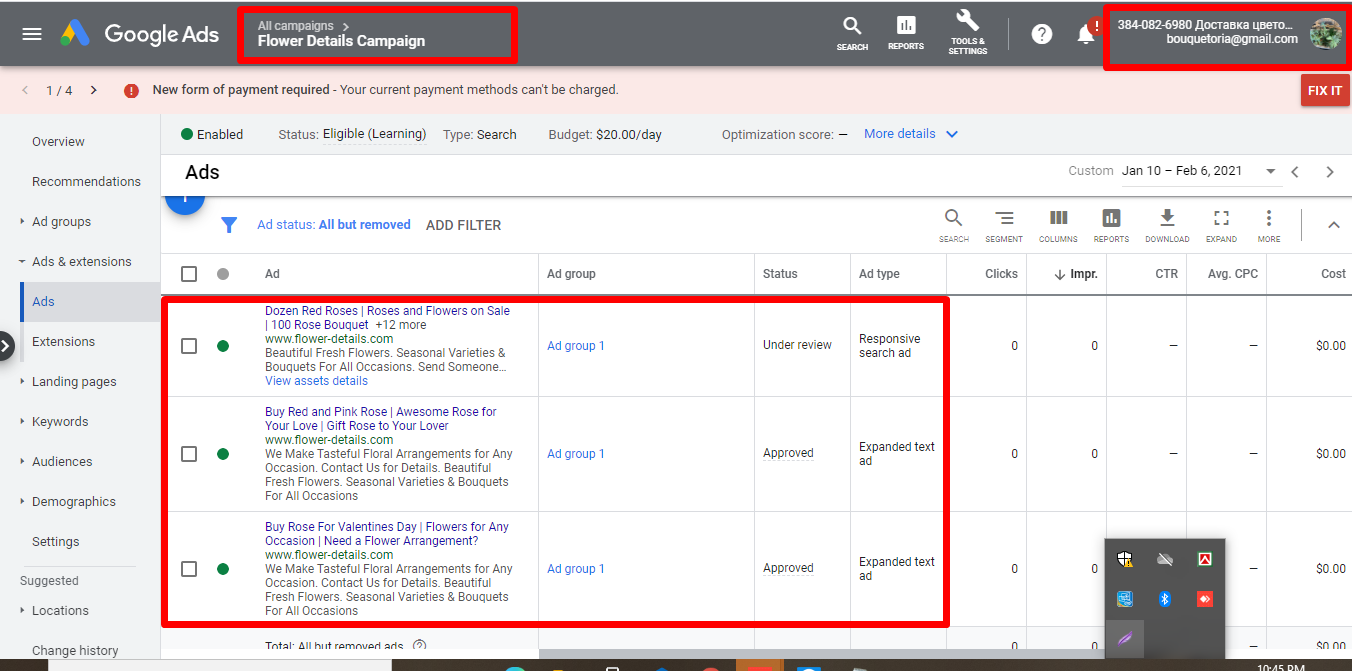 Google Ads
All campaigns
Flower Details Campaign
SEARCH
REPORTS
TOOLS &
SETTINGS
?
!
384-082-6980 Доставка цвето...
bouquetoria@gmail.com
1 / 4
New form of payment required - Your current payment methods can't be charged.
FIX IT
Overview
Recommendations
Ad groups
Ads & extensions
Ads
Extensions
Landing pages
Keywords
Audiences
Demographics
Settings
Suggested
Locations
Change history
Enabled
Status: Eligible (Learning)
Type: Search
Budget: $20.00/day
Optimization score: –
More details
Ads
Custom
Jan 10 – Feb 6, 2021
Ad status: All but removed
ADD FILTER
SEARCH
SEGMENT
COLUMNS
REPORTS
DOWNLOAD
EXPAND
MORE
Ad
Ad group
Status
Ad type
Clicks
Impr.
CTR
Avg. CPC
Cost
Dozen Red Roses | Roses and Flowers on Sale
| 100 Rose Bouquet +12 more
www.flower-details.com
Beautiful Fresh Flowers. Seasonal Varieties &
Bouquets For All Occasions. Send Someone...
View assets details
Ad group 1
Under review
Responsive
search ad
0
0
–
–
$0.00
Buy Red and Pink Rose | Awesome Rose for
Your Love | Gift Rose to Your Lover
www.flower-details.com
We Make Tasteful Floral Arrangements for Any
Occasion. Contact Us for Details. Beautiful
Fresh Flowers. Seasonal Varieties & Bouquets
For All Occasions
Ad group 1
Approved
Expanded text
ad
0
0
–
–
$0.00
Buy Rose For Valentines Day | Flowers for Any
Occasion | Need a Flower Arrangement?
www.flower-details.com
We Make Tasteful Floral Arrangements for Any
Occasion. Contact Us for Details. Beautiful
Fresh Flowers. Seasonal Varieties & Bouquets
For All Occasions
Ad group 1
Approved
Expanded text
ad
0
0
–
$0.00
Total: All but removed ads
0
0
–
$0.00
10:45 PM